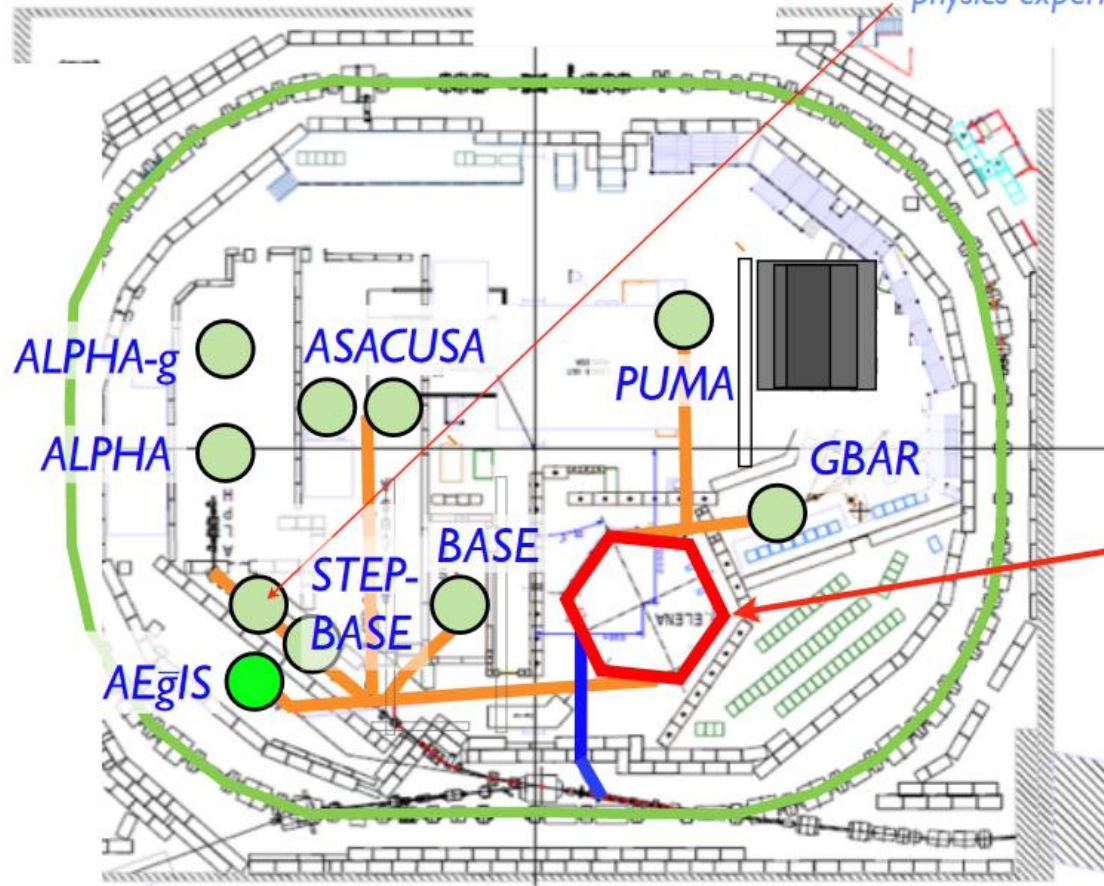 physics experi
ALPHA-g
ASACUSA
PUMA
ALPHA
GBAR
BASE
STEP-
BASE
ELENA
AEḡIS